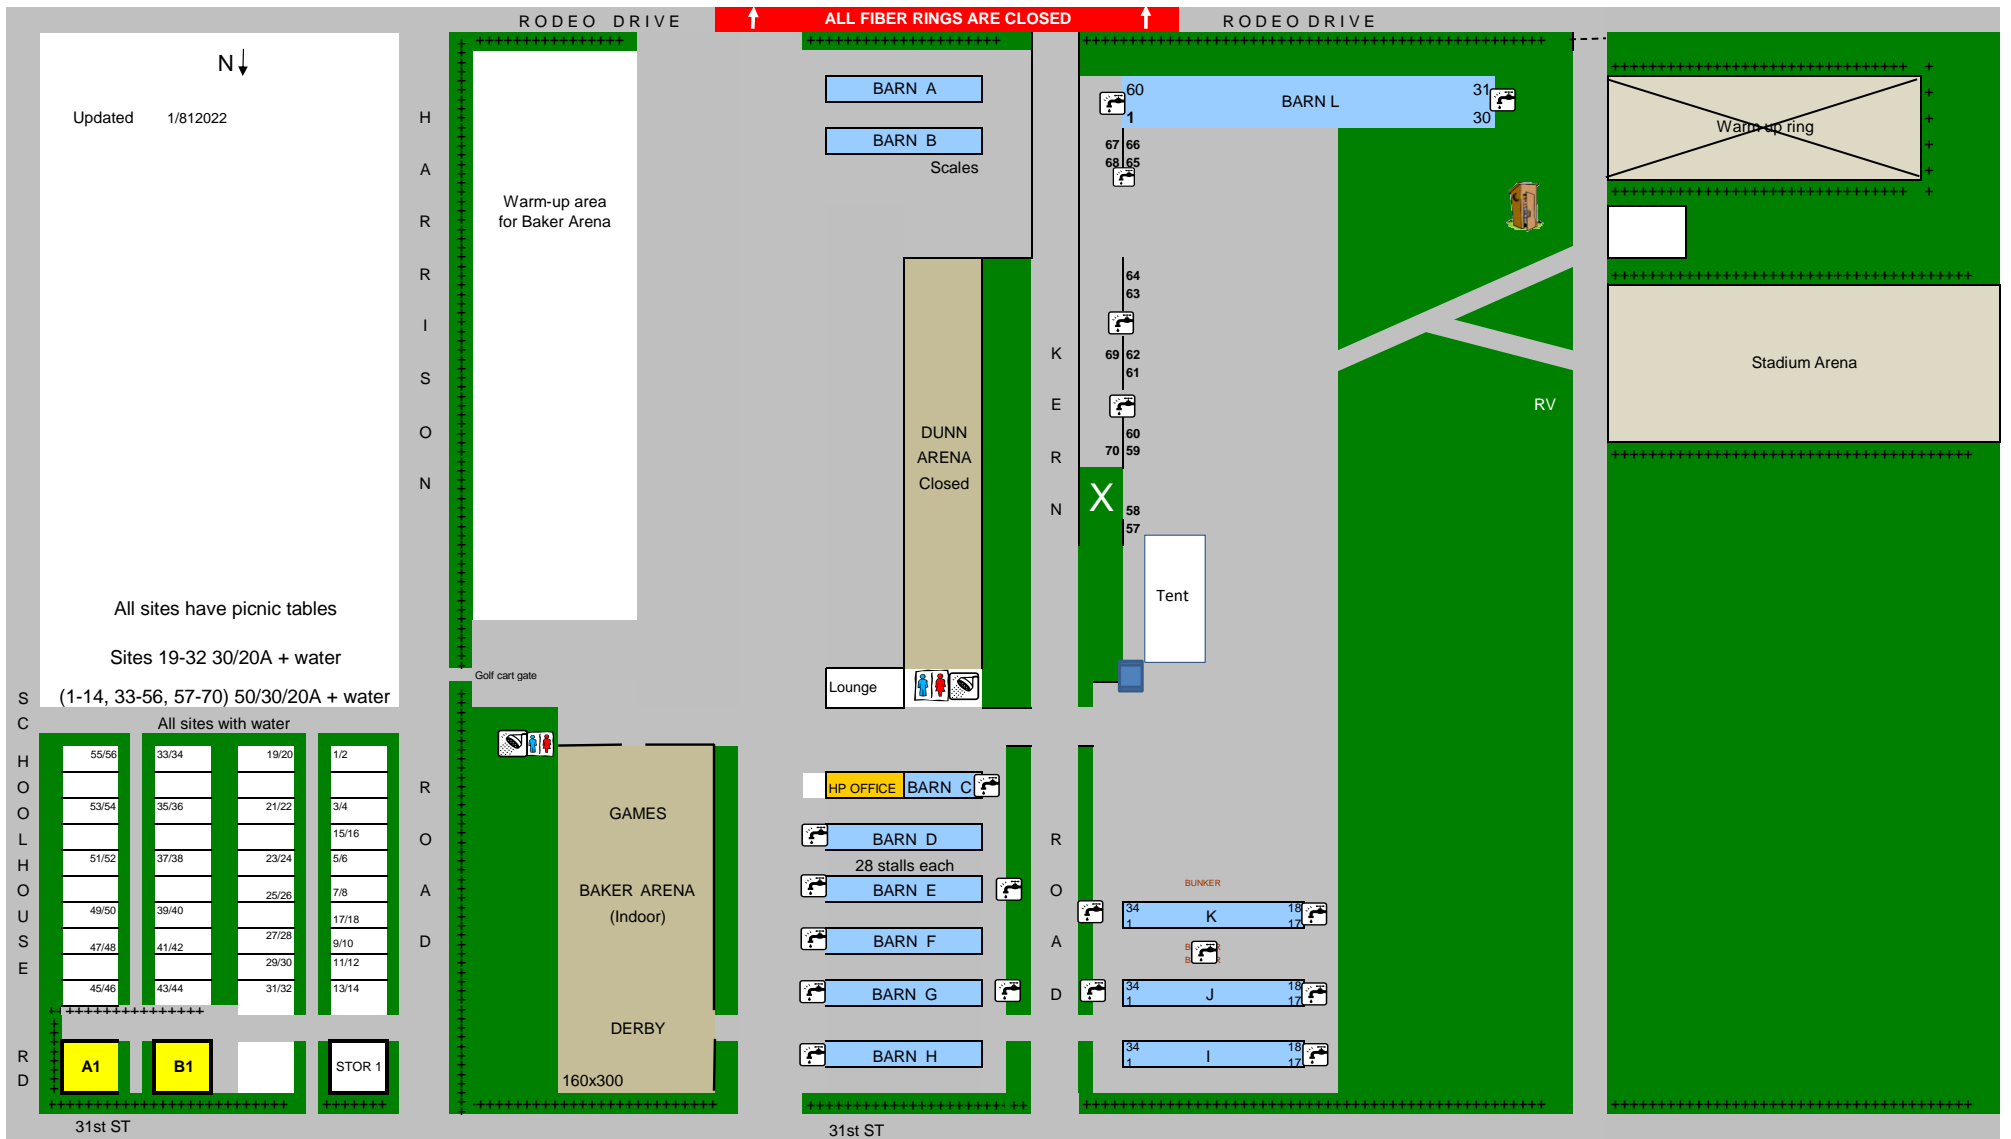 RODEO DRIVE
ALL FIBER RINGS ARE CLOSED
RODEO DRIVE
N
Updated 1/812022
HARRISON
ROAD
Warm-up area
for Baker Arena
BARN A
BARN B
Scales
60
1
BARN L
31
30
67 66
68 65
64
63
69 62
61
60
70 59
X
58
57
Tent
KERN
ROAD
Warm up ring
Stadium Arena
RV
DUNN
ARENA
Closed
Lounge
Golf cart gate
All sites have picnic tables
Sites 19-32 30/20A + water
(1-14, 33-56, 57-70) 50/30/20A + water
All sites with water
SCHOOLHOUSE
RD
55/56
53/54
51/52
49/50
47/48
45/46
33/34
35/36
37/38
39/40
41/42
43/44
19/20
21/22
23/24
25/26
27/28
29/30
31/32
1/2
3/4
15/16
5/6
7/8
17/18
9/10
11/12
13/14
A1
B1
STOR 1
GAMES
BAKER ARENA
(Indoor)
DERBY
160x300
HP OFFICE
BARN C
BARN D
28 stalls each
BARN E
BARN F
BARN G
BARN H
BUNKER
34
1
K
18
17
34
1
J
18
17
34
1
I
18
17
31st ST
31st ST